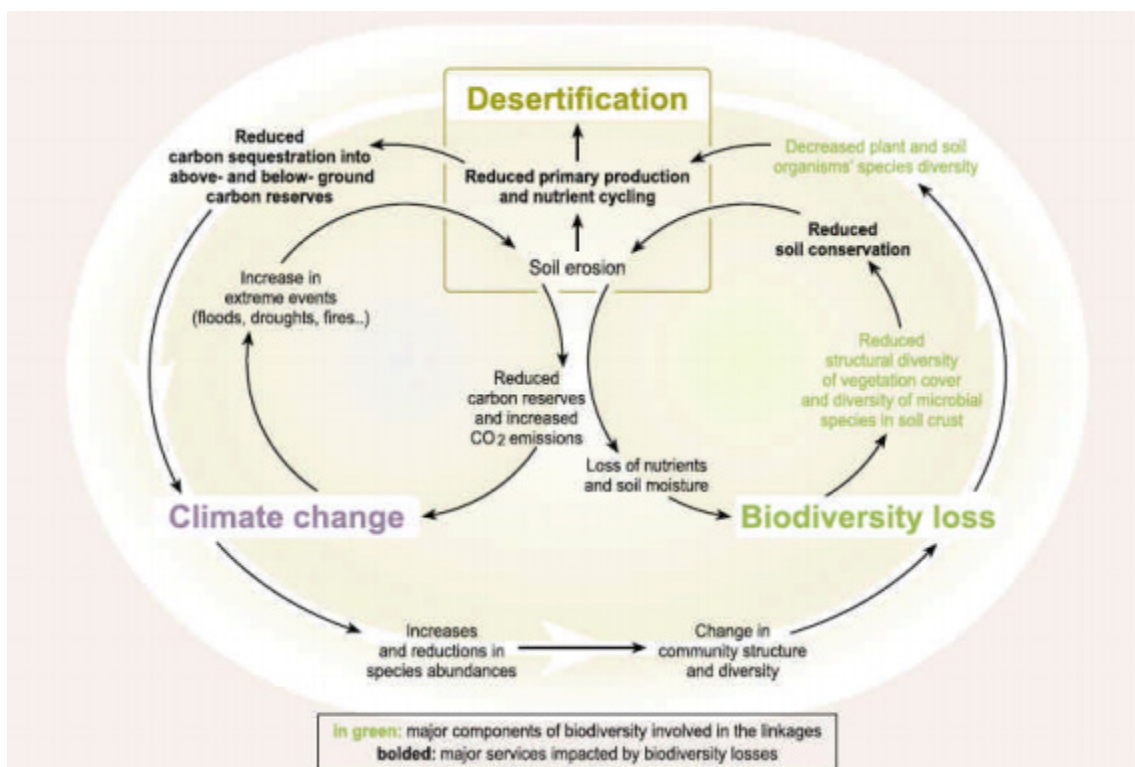 Desertification
Reduced
carbon sequestration into
above- and below- ground
carbon reserves
Reduced primary production
and nutrient cycling
Decreased plant and soil
organisms' species diversity
Reduced
soil conservation
Soil erosion
Increase in
extreme events
(floods, droughts, fires..)
Reduced
structural diversity
of vegetation cover
and diversity of microbial
species in soil crust
Reduced
carbon reserves
and increased
CO2 emissions
Loss of nutrients
and soil moisture
Climate change
Biodiversity loss
Increases
and reductions in
species abundances
Change in
community structure
and diversity
in green: major components of biodiversity involved in the linkages
bolded: major services impacted by biodiversity losses